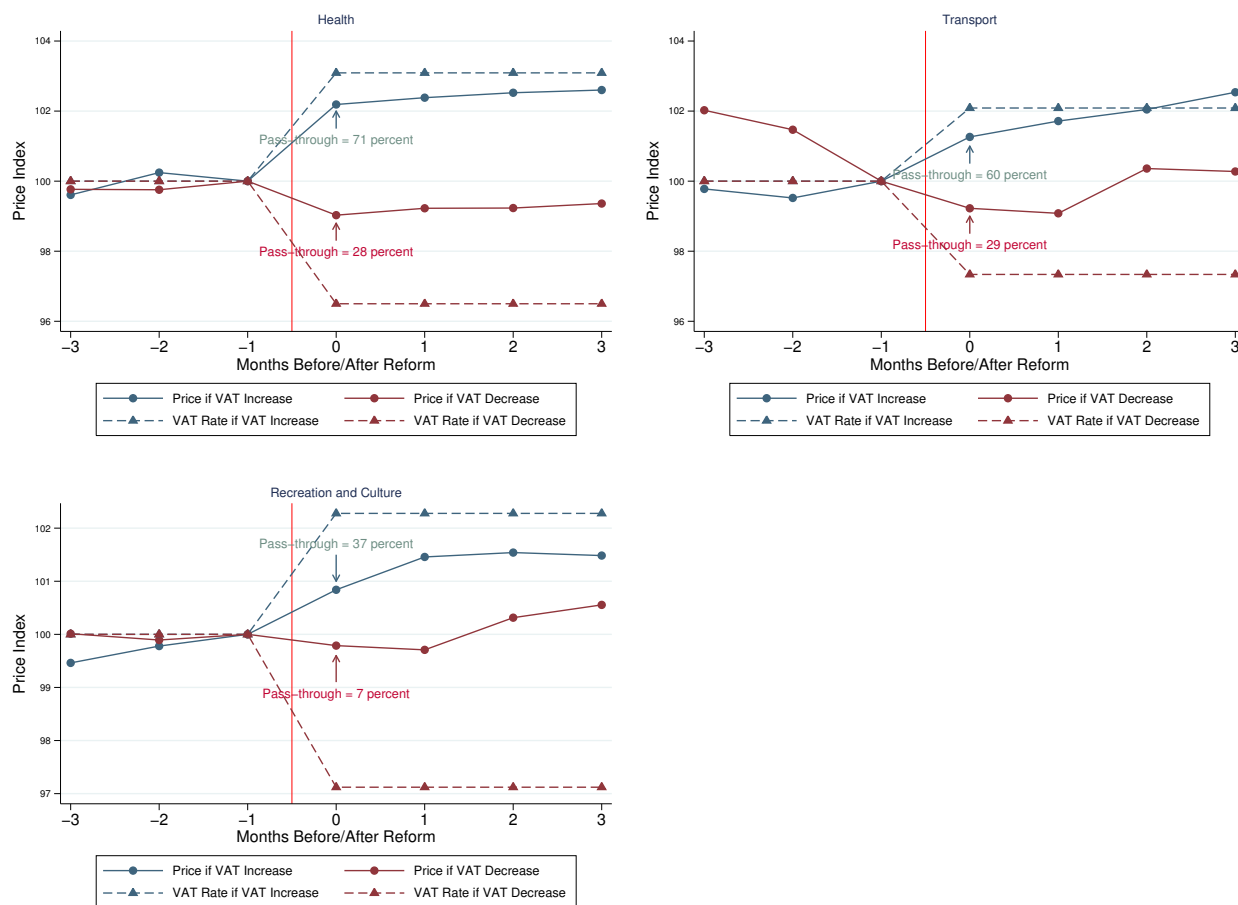 Health
104
102
100
98
96
Price Index
Pass-through = 71 percent
Pass-through = 28 percent
-3 -2 -1 0 1 2 3
Months Before/After Reform
Price if VAT Increase Price if VAT Decrease
VAT Rate if VAT Increase VAT Rate if VAT Decrease
Transport
104
102
100
98
96
Price Index
Pass-through = 60 percent
Pass-through = 29 percent
-3 -2 -1 0 1 2 3
Months Before/After Reform
Price if VAT Increase Price if VAT Decrease
VAT Rate if VAT Increase VAT Rate if VAT Decrease
Recreation and Culture
102
101
100
99
98
97
Price Index
Pass-through = 37 percent
Pass-through = 7 percent
-3 -2 -1 0 1 2 3
Months Before/After Reform
Price if VAT Increase Price if VAT Decrease
VAT Rate if VAT Increase VAT Rate if VAT Decrease